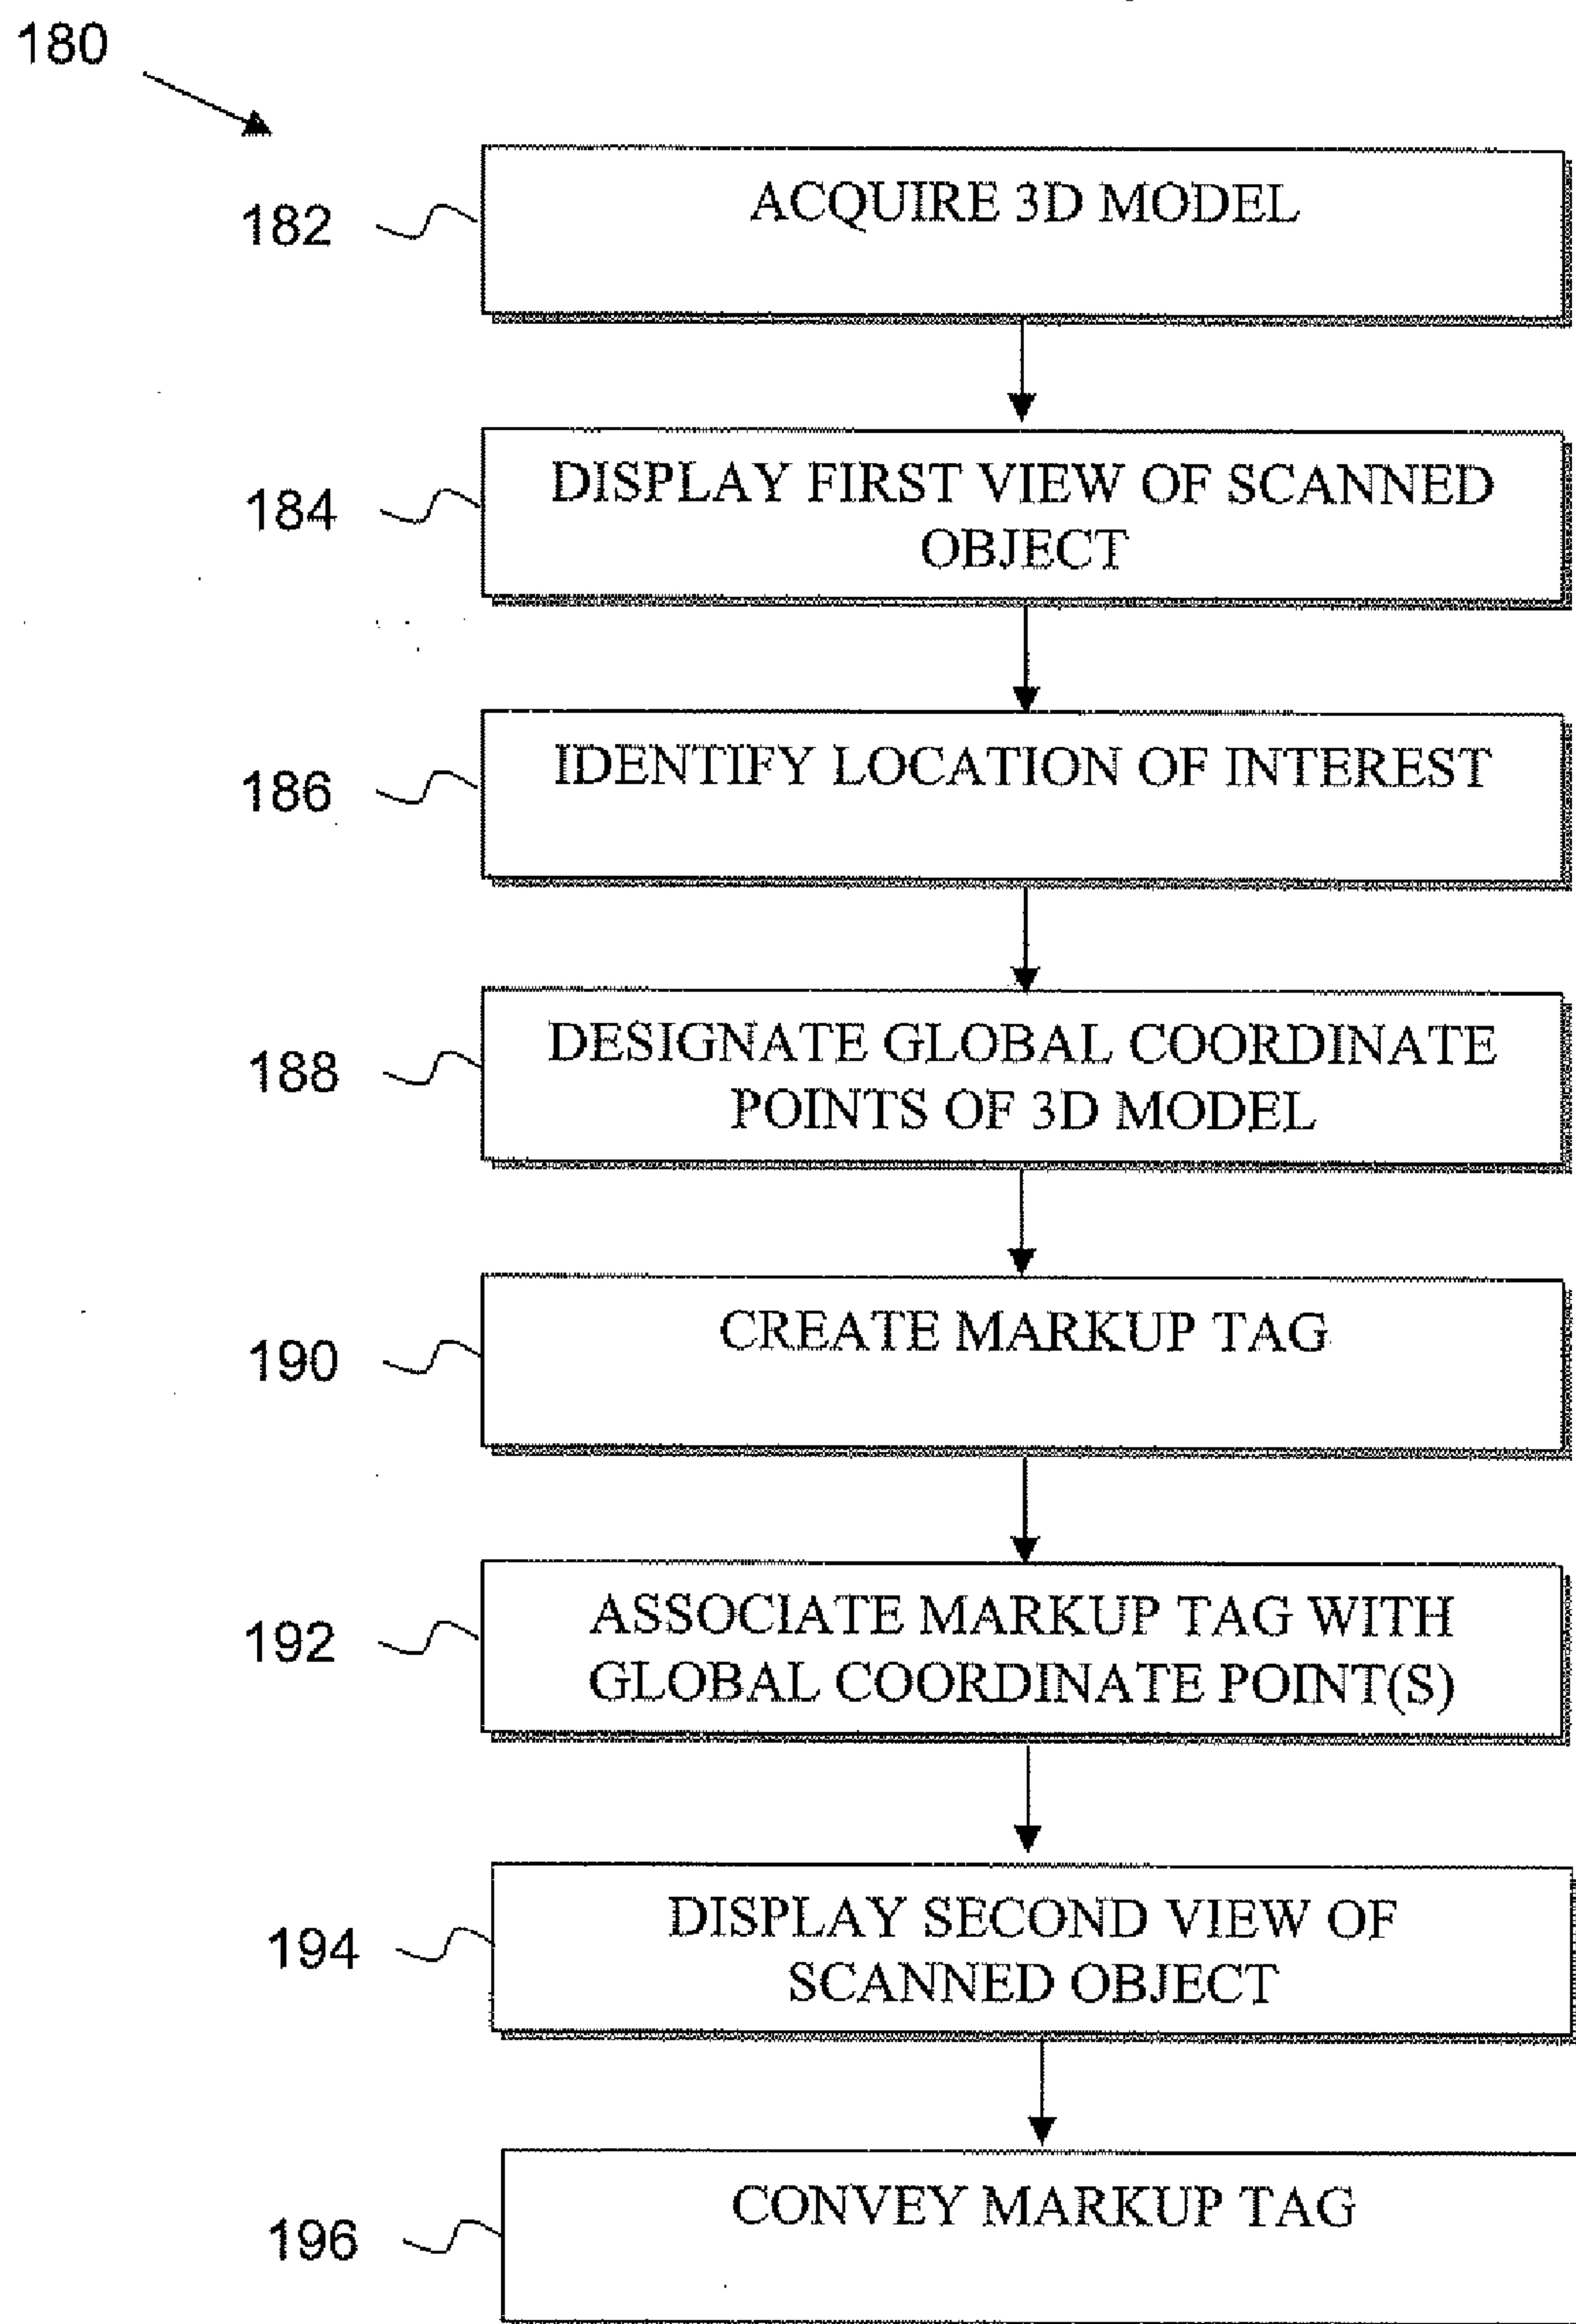 180
182
ACQUIRE 3D MODEL
184
DISPLAY FIRST VIEW OF SCANNED
OBJECT
186
IDENTIFY LOCATION OF INTEREST
188
DESIGNATE GLOBAL COORDINATE
POINTS OF 3D MODEL
190
CREATE MARKUP TAG
192
ASSOCIATE MARKUP TAG WITH
GLOBAL COORDINATE POINT(S)
194
DISPLAY SECOND VIEW OF
SCANNED OBJECT
196
CONVEY MARKUP TAG